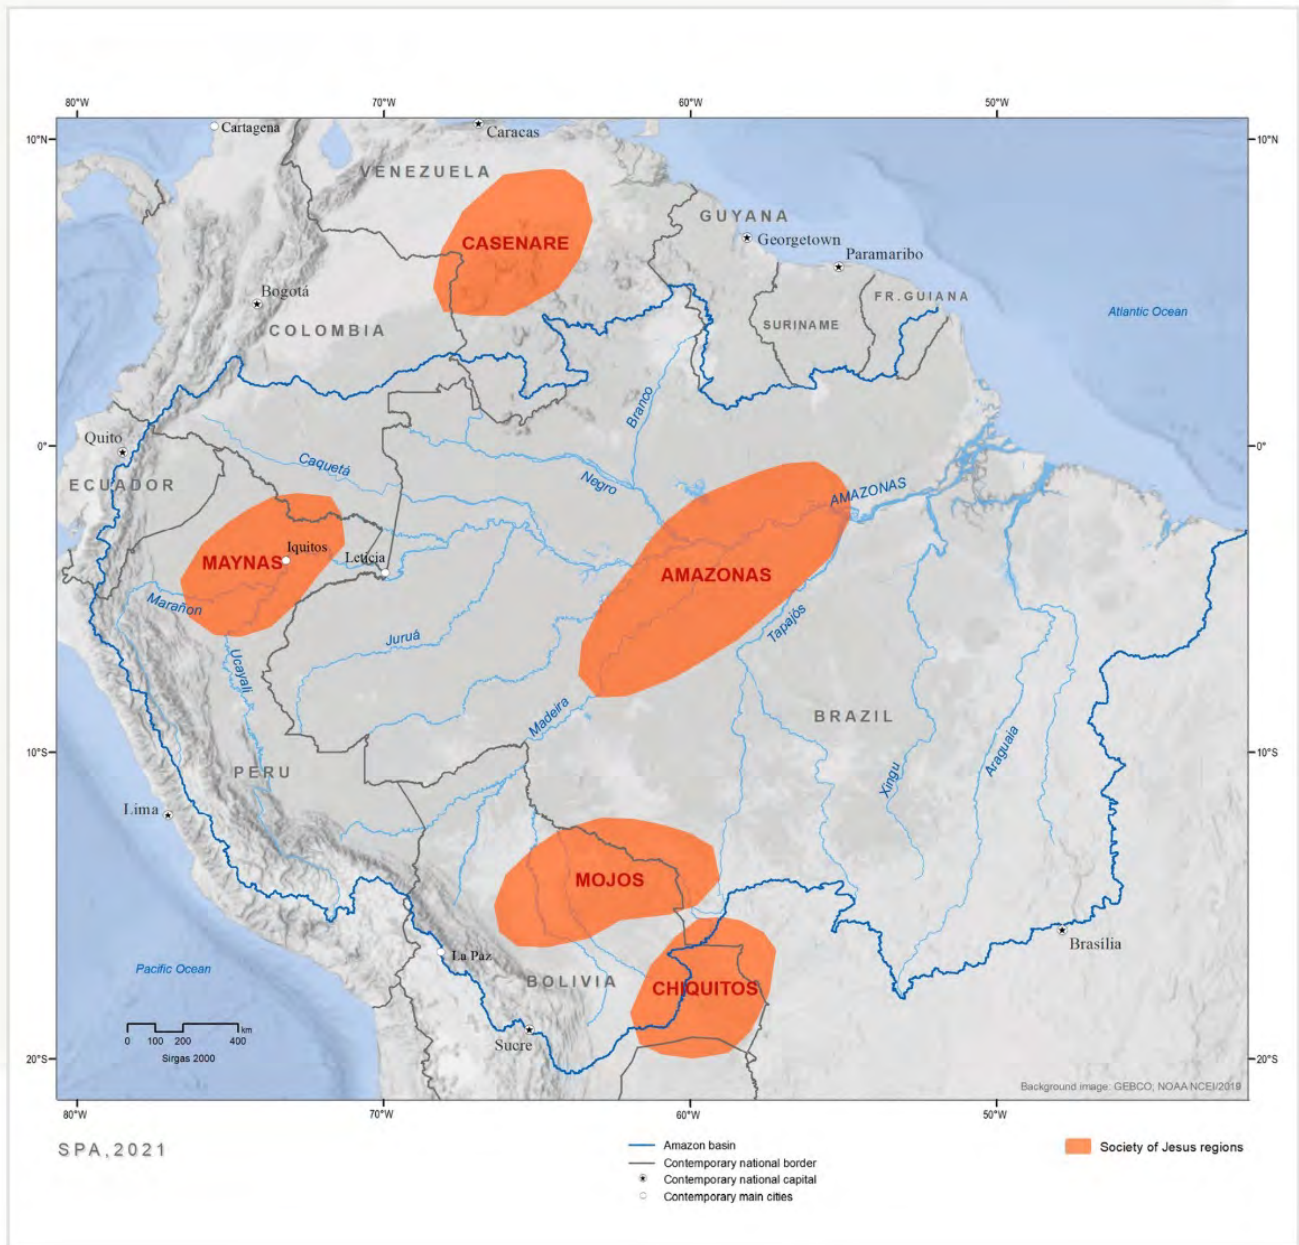 80°W
70°W
60°W
50°W
10°N
Cartagena
Caracas
10°N
VENEZUELA
CASENARE
GUYANA
Georgetown
Paramaribo
Bogotá
FR.GUIANA
COLOMBIA
SURINAME
Atlantic Ocean
Branco
Quito
0°
0°
Caquetá
Negro
ECUADOR
AMAZONAS
Iquitos
MAYNAS
Letícia
AMAZONAS
Marañon
Juruá
Tapajós
Ucayali
Madeira
BRAZIL
Araguaia
10°S
10°S
PERU
Xingu
Lima
MOJOS
Brasília
La Paz
Pacific Ocean
BOLIVIA
CHIQUITOS
0 100 200 400 km
Sirgas 2000
Sucre
20°S
20°S
Background image: GEBCO, NOAA NCEI/2019
80°W
70°W
60°W
50°W
SPA,2021
Amazon basin
Contemporary national border
Contemporary national capital
Contemporary main cities
Society of Jesus regions